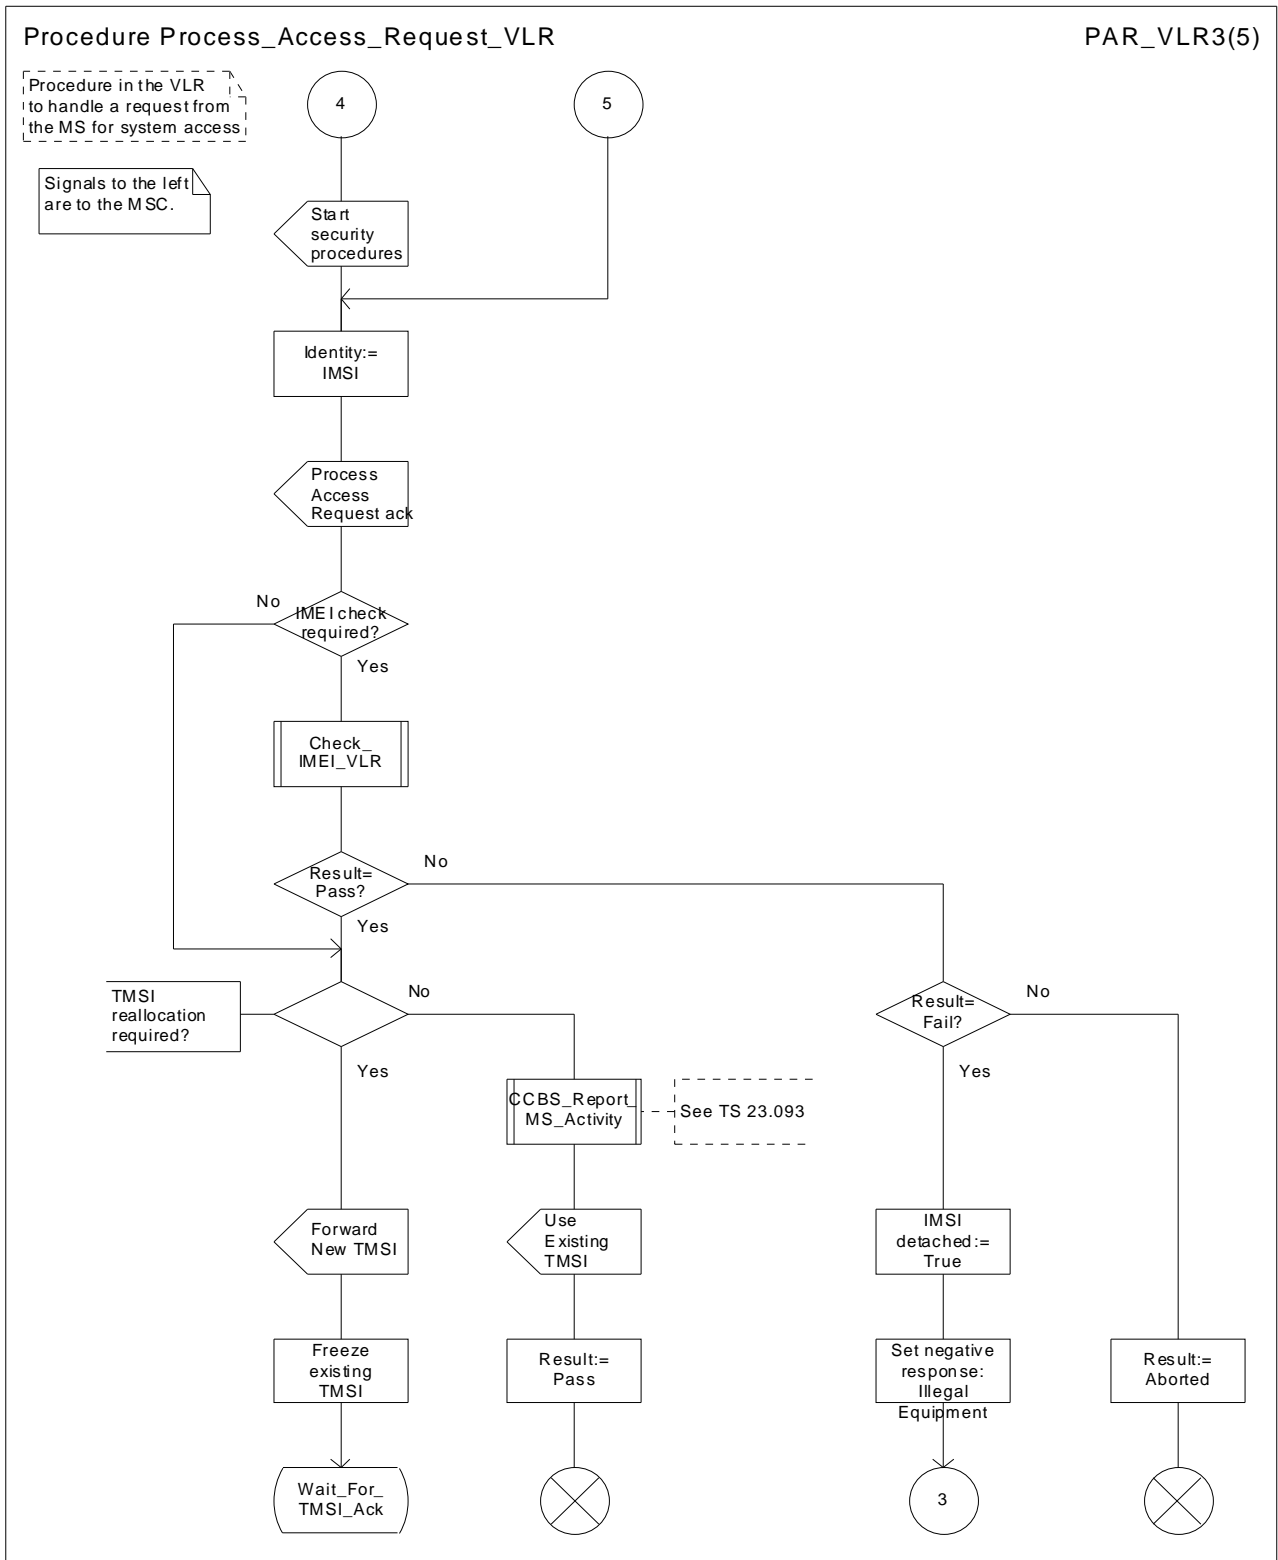 Procedure Process_Access_Request_VLR
PAR_VLR3(5)
Procedure in the VLR
to handle a request from
the MS for system access
4
5
Signals to the left
are to the MSC.
Start
security
procedures
Identity:=
IMSI
Process
Access
Request ack
No
IMEI check
required?
Yes
Check_
IMEI_VLR
Result=
Pass?
No
Yes
TMSI
reallocation
required?
No
Yes
Result=
Fail?
No
Yes
CCBS_Report_
MS_Activity
See TS 23.093
Forward
New TMSI
Use
Existing
TMSI
IMSI
detached:=
True
Freeze
existing
TMSI
Result:=
Pass
Set negative
response:
Illegal
Equipment
Result:=
Aborted
Wait_For_
TMSI_Ack
3